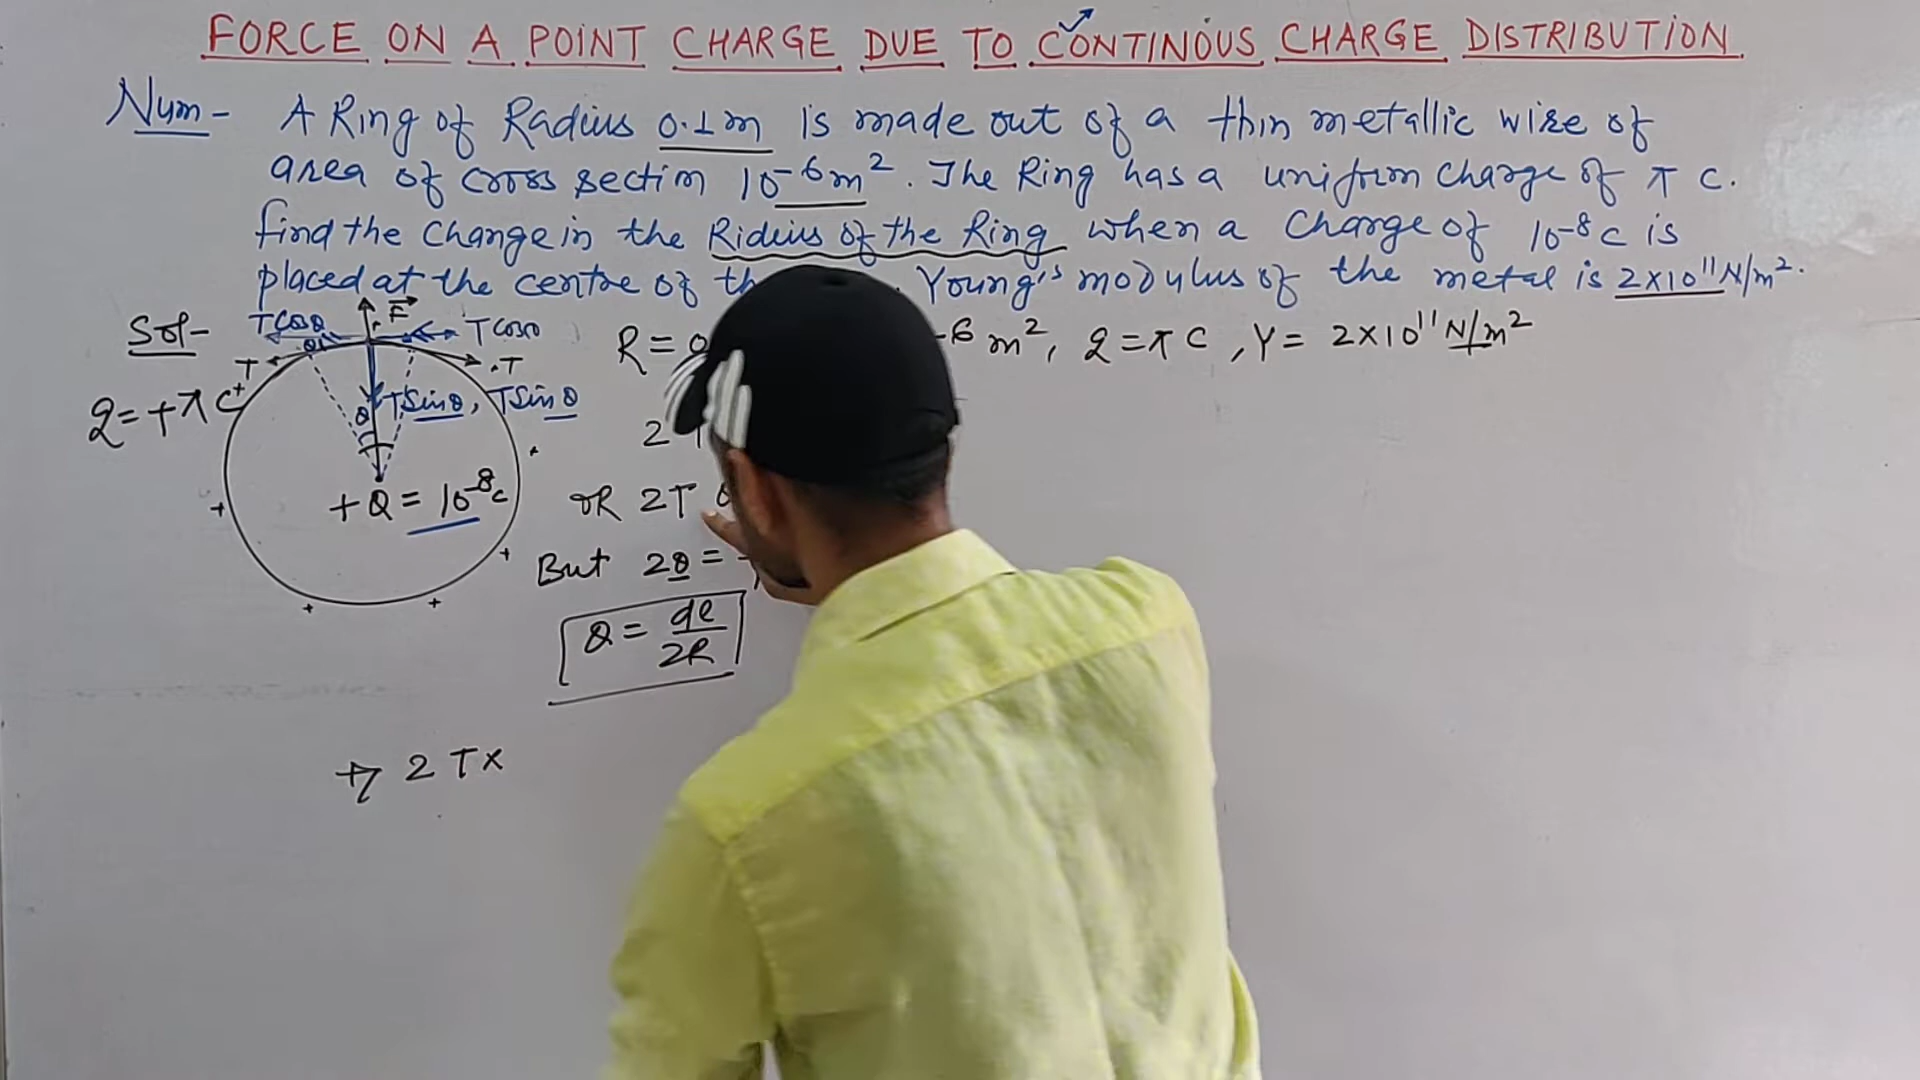 FORCE ON A POINT CHARGE DUE TO CONTINOUS CHARGE DISTRIBUTION
Num- A Ring of Radius 0.1m is made out of a thin metallic wire of
area of cross section 10⁻⁶m². The Ring has a uniform charge of π C.
find the change in the Ridius of the Ring when a charge of 10⁻⁸c is
placed at the centre of th Young's modulus of the metal is 2×10¹¹N/m².
Sol- R= ⁻⁶ m², q=π C, Y= 2×10¹¹N/m²
Tcosθ F Tcosθ
T T
q=+π C
θ TSinθ, TSinθ
+Q= 10⁻⁸c
2T
OR 2T
But 2θ=
θ= dl/2R
⇒ 2T×